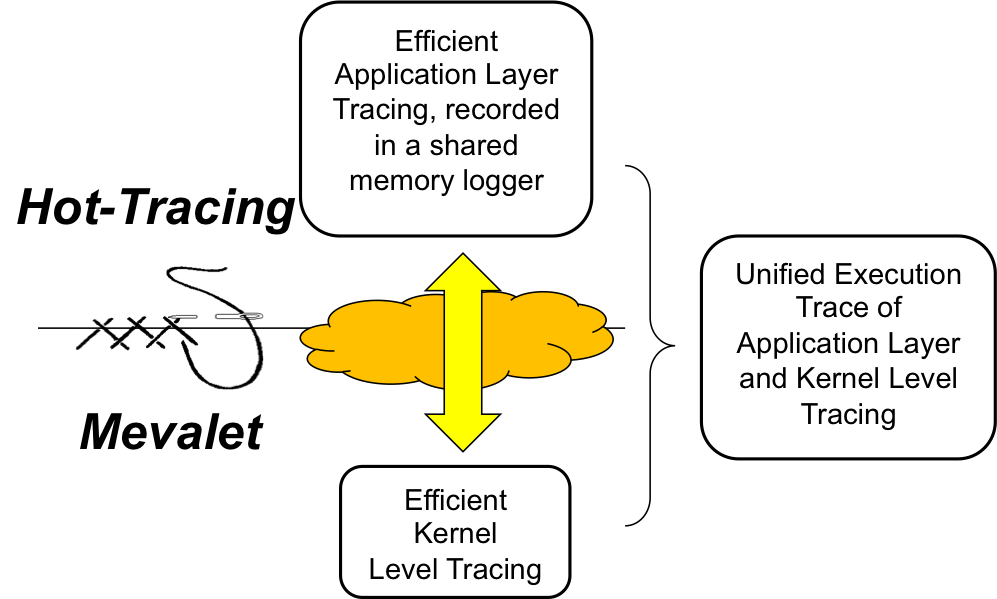 Efficient
Application Layer
Tracing, recorded
in a shared
memory logger
Hot-Tracing
Unified Execution
Trace of
Application Layer
and Kernel Level
Tracing
Mevalet
Efficient
Kernel
Level Tracing